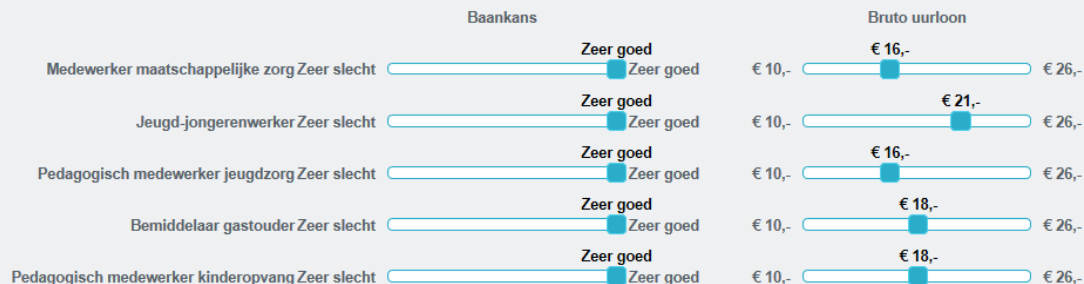 Baankans Bruto uurloon
Zeer goed € 16,-
Medewerker maatschappelijke zorg Zeer slecht Zeer goed € 10,- € 26,-
Zeer goed € 21,-
Jeugd-jongerenwerker Zeer slecht Zeer goed € 10,- € 26,-
Zeer goed € 16,-
Pedagogisch medewerker jeugdzorg Zeer slecht Zeer goed € 10,- € 26,-
Zeer goed € 18,-
Bemiddelaar gastouder Zeer slecht Zeer goed € 10,- € 26,-
Zeer goed € 18,-
Pedagogisch medewerker kinderopvang Zeer slecht Zeer goed € 10,- € 26,-